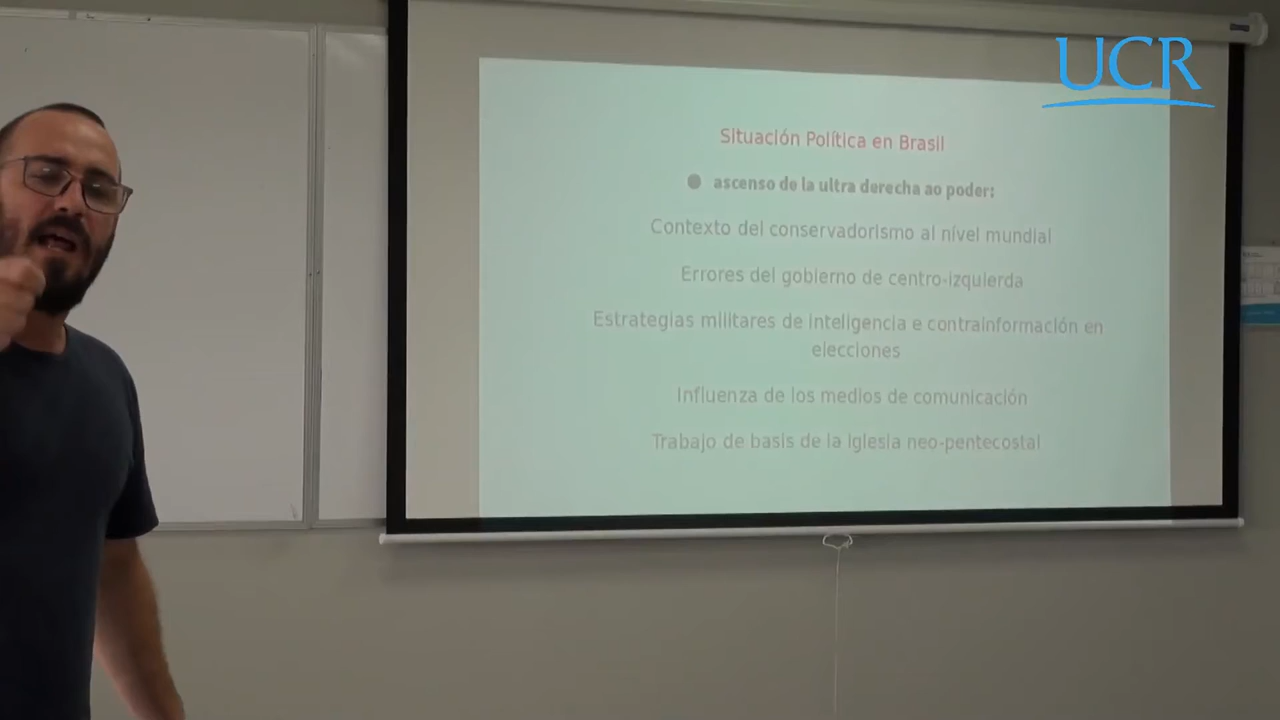 UCR
Situación Política en Brasil
ascenso de la ultra derecha ao poder:
Contexto del conservadorismo al nível mundial
Errores del gobierno de centro-izquierda
Estrategias militares de inteligencia e contrainformación en
elecciones
Influenza de los medios de comunicación
Trabajo de basis de la iglesia neo-pentecostal